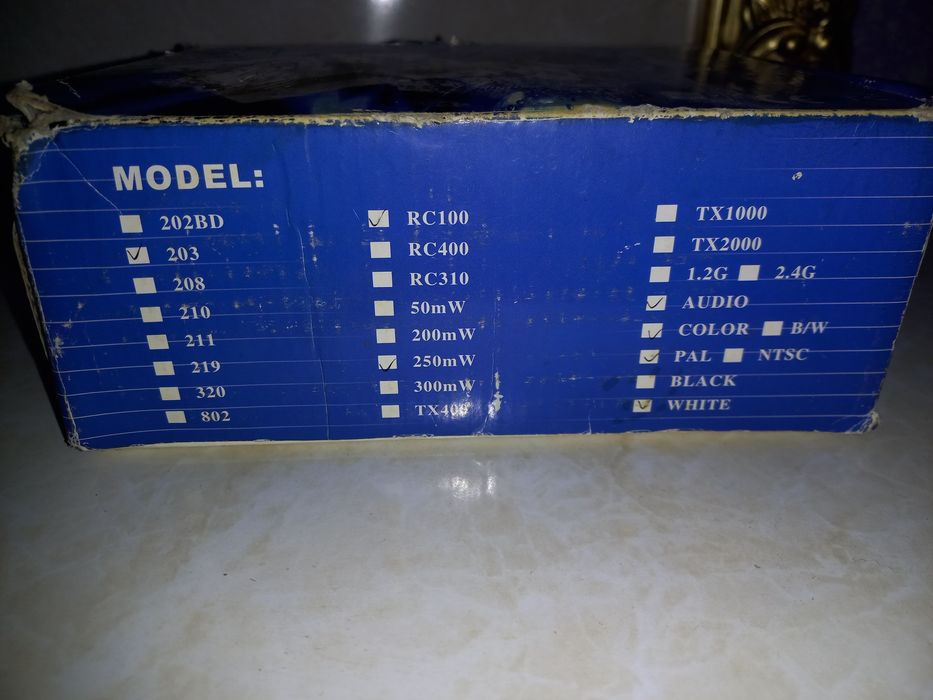 MODEL:
202BD
203
208
210
211
219
320
802
RC100
RC400
RC310
50mW
200mW
250mW
300mW
TX400
TX1000
TX2000
1.2G 2.4G
AUDIO
COLOR B/W
PAL NTSC
BLACK
WHITE